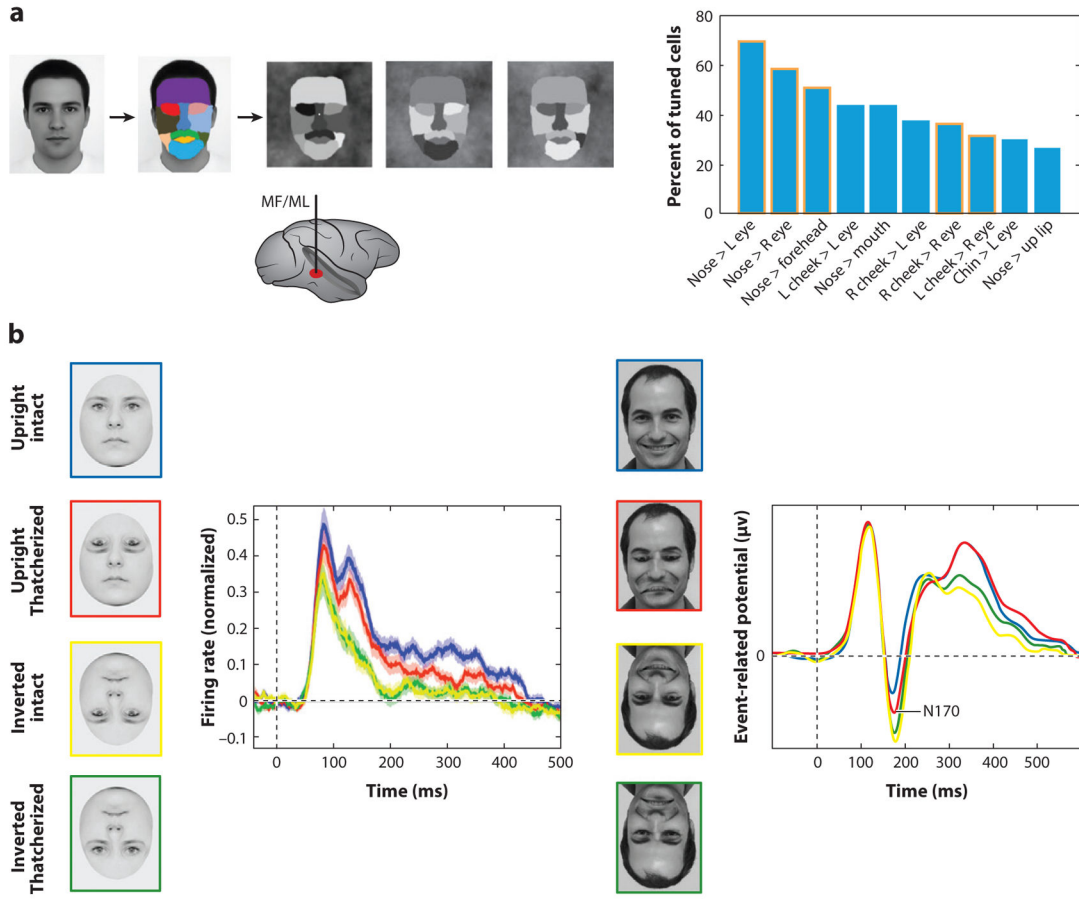 a
MF/ML
Percent of tuned cells
80
60
40
20
0
Nose > L eye
Nose > R eye
Nose > forehead
L cheek > L eye
Nose > mouth
R cheek > L eye
R cheek > R eye
L cheek > R eye
Chin > L eye
Nose > up lip
b
Upright
intact
Upright
Thatcherized
Inverted
intact
Inverted
Thatcherized
Firing rate (normalized)
0.5
0.4
0.3
0.2
0.1
0
–0.1
0
100
200
300
400
500
Time (ms)
Event-related potential (μv)
0
N170
0
100
200
300
400
500
Time (ms)